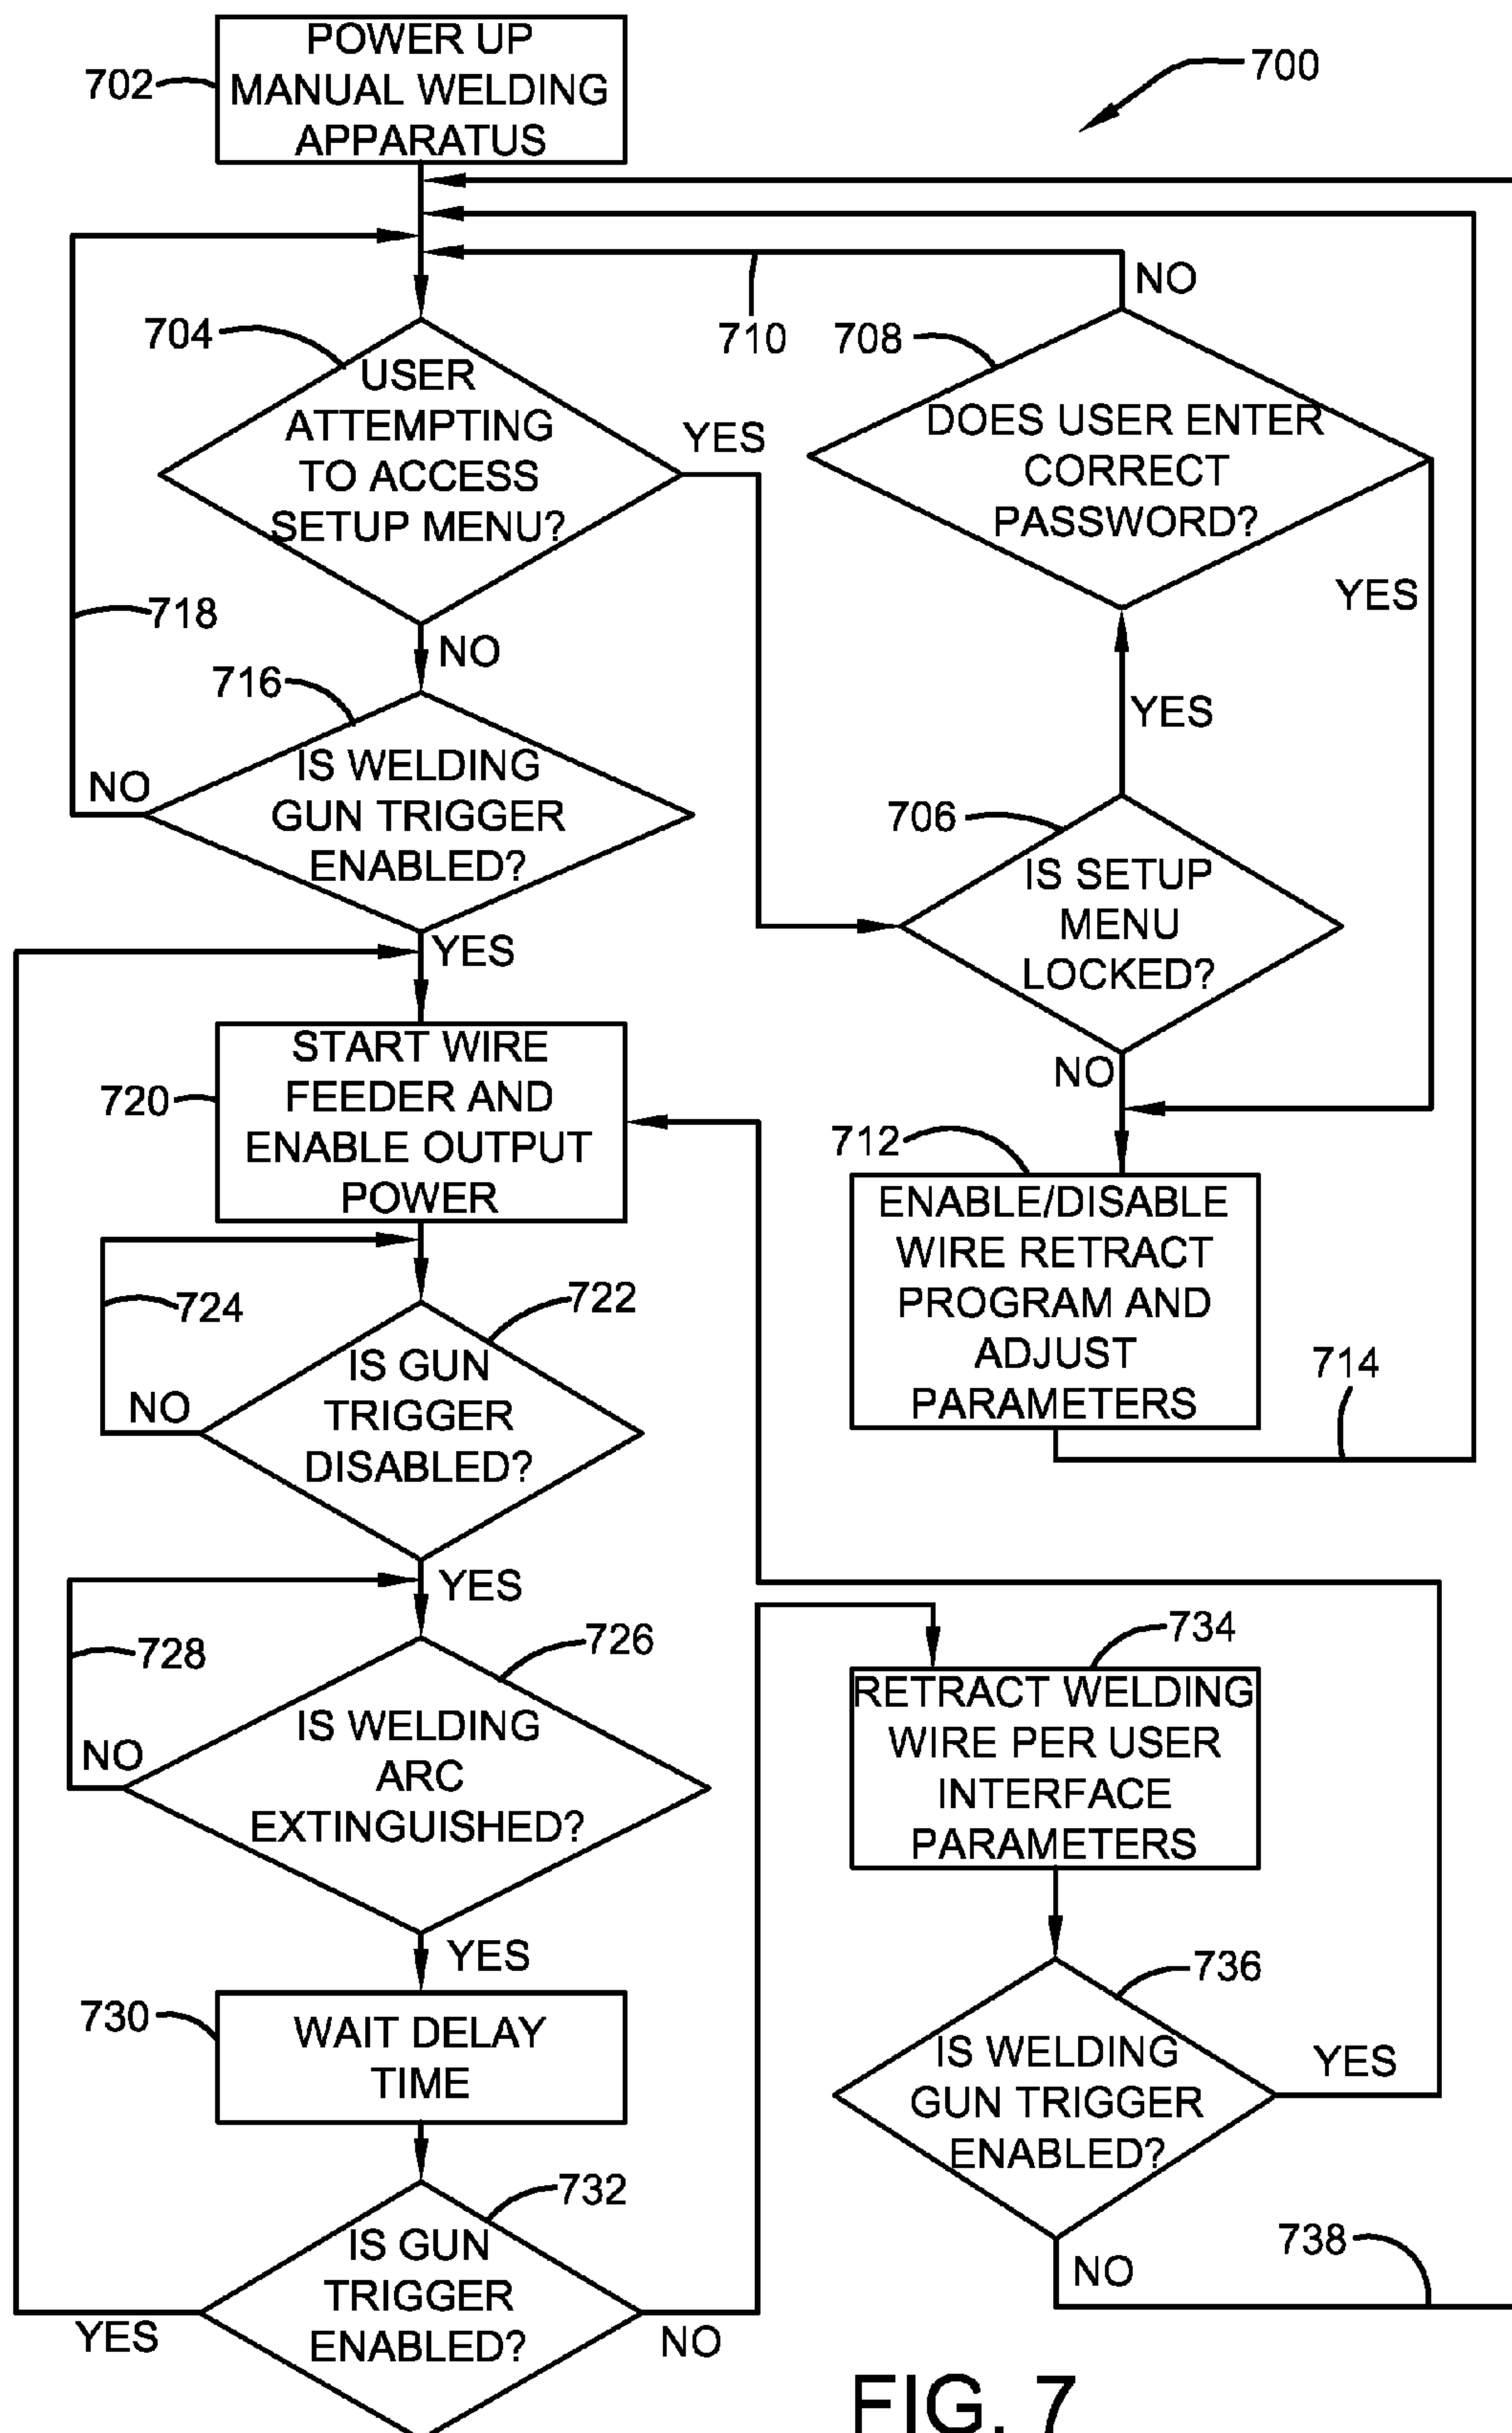 POWER UP
MANUAL WELDING
APPARATUS
702
700
704
USER
ATTEMPTING
TO ACCESS
SETUP MENU?
YES
NO
710
708
NO
DOES USER ENTER
CORRECT
PASSWORD?
YES
718
716
IS WELDING
GUN TRIGGER
ENABLED?
NO
YES
YES
706
IS SETUP
MENU
LOCKED?
NO
720
START WIRE
FEEDER AND
ENABLE OUTPUT
POWER
712
ENABLE/DISABLE
WIRE RETRACT
PROGRAM AND
ADJUST
PARAMETERS
714
724
722
IS GUN
TRIGGER
DISABLED?
NO
YES
728
726
IS WELDING
ARC
EXTINGUISHED?
NO
YES
734
RETRACT WELDING
WIRE PER USER
INTERFACE
PARAMETERS
730
WAIT DELAY
TIME
736
IS WELDING
GUN TRIGGER
ENABLED?
YES
NO
738
732
IS GUN
TRIGGER
ENABLED?
YES
NO
FIG. 7